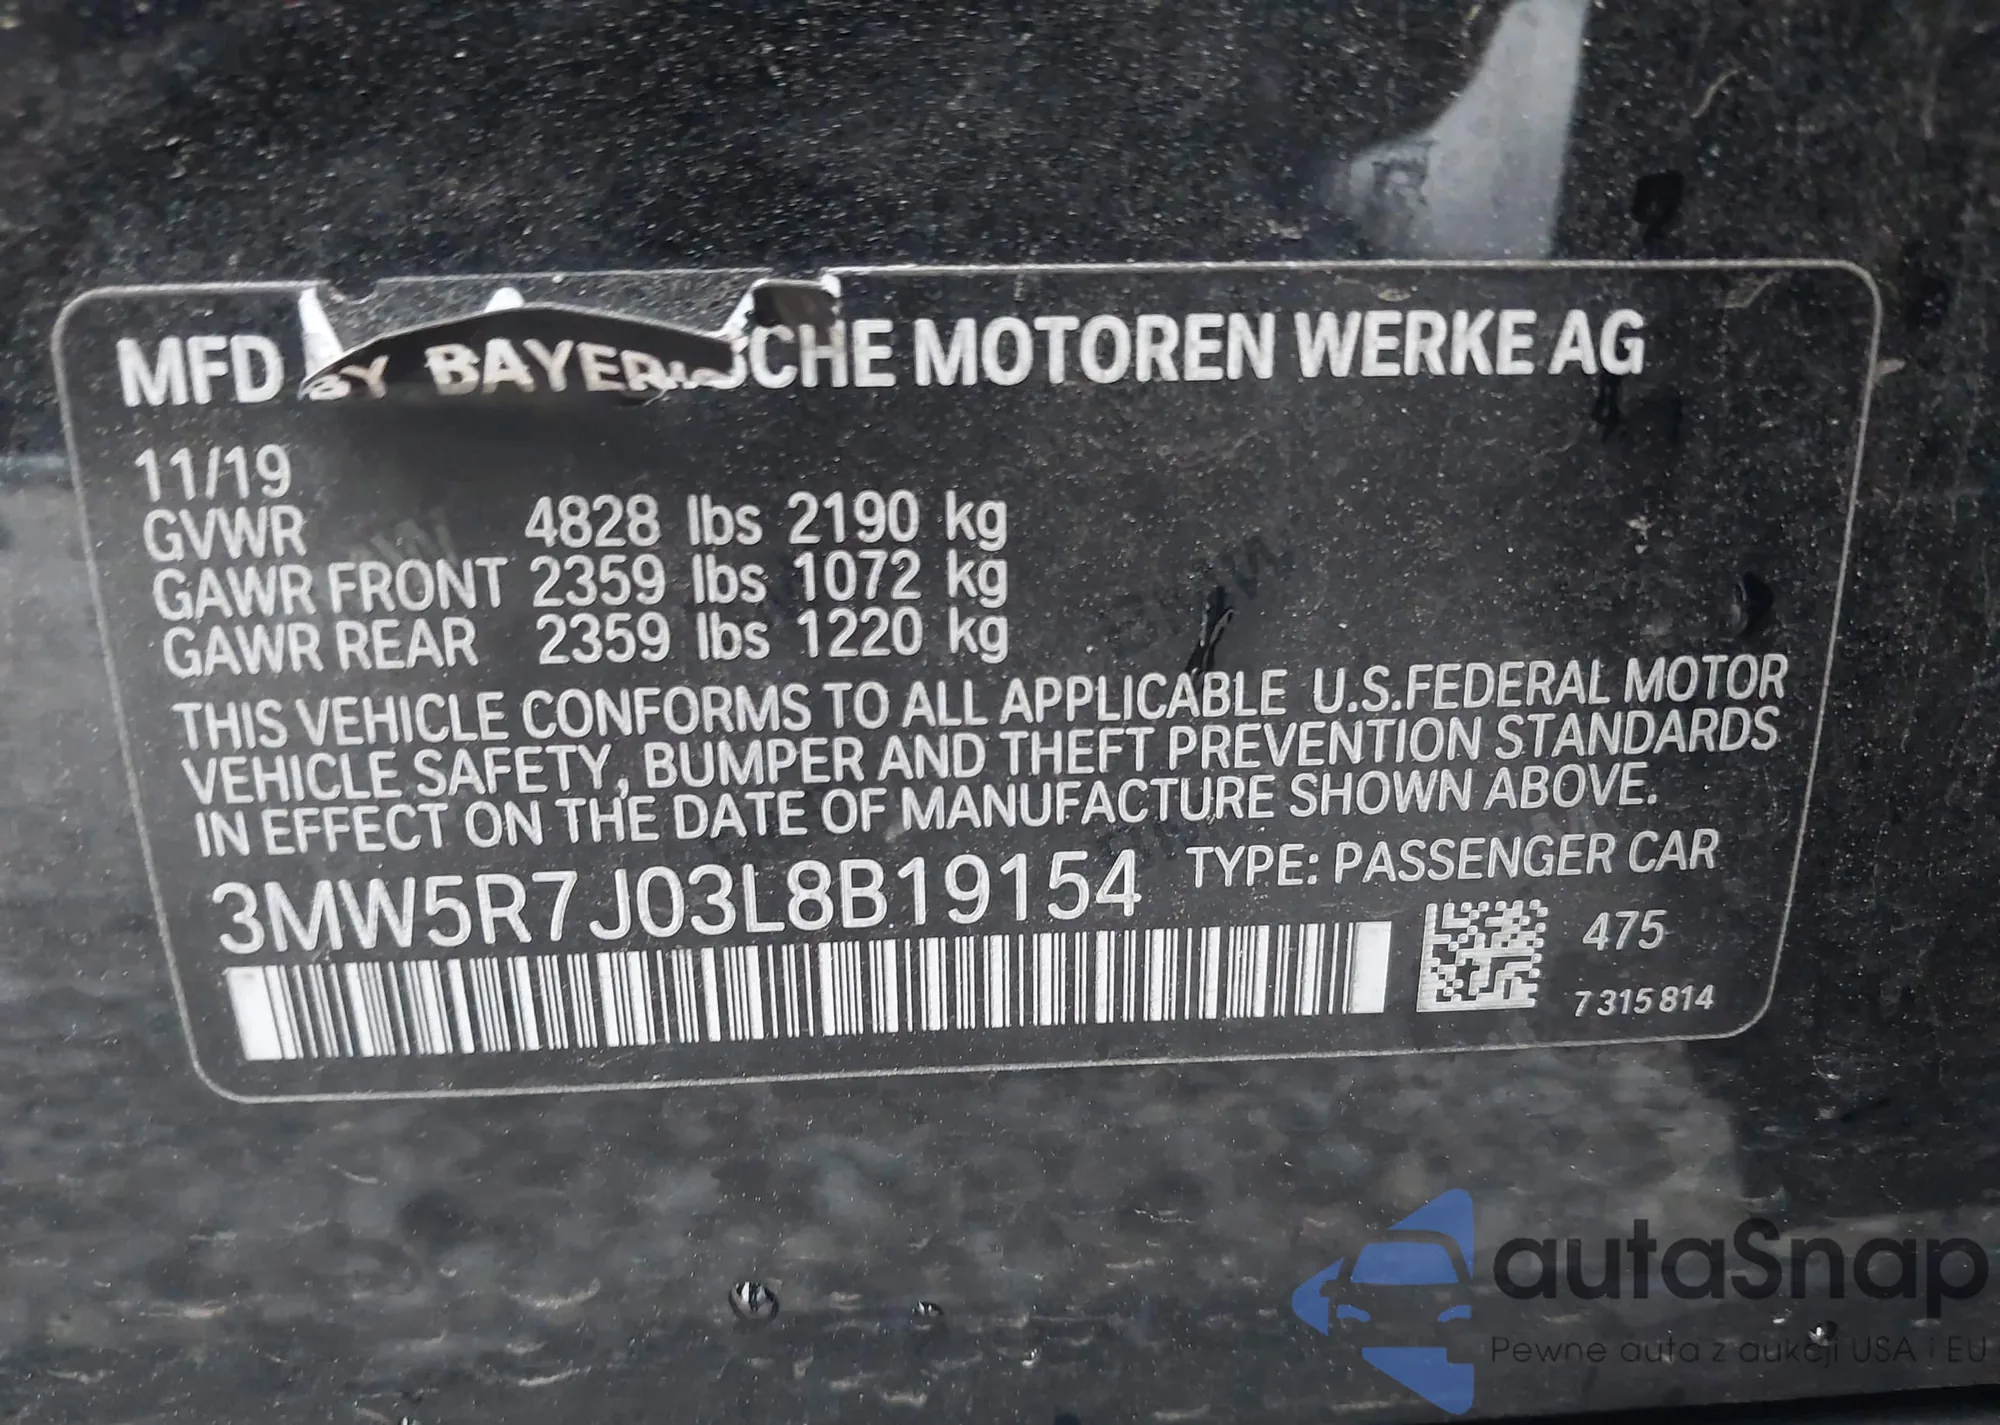 MFD BY BAYERISCHE MOTOREN WERKE AG
11/19
GVWR 4828 lbs 2190 kg
GAWR FRONT 2359 lbs 1072 kg
GAWR REAR 2359 lbs 1220 kg
THIS VEHICLE CONFORMS TO ALL APPLICABLE U.S.FEDERAL MOTOR
VEHICLE SAFETY, BUMPER AND THEFT PREVENTION STANDARDS
IN EFFECT ON THE DATE OF MANUFACTURE SHOWN ABOVE.
3MW5R7J03L8B19154 TYPE: PASSENGER CAR
475
7 315 814
autaSnap
Pewne auta z aukcji USA i EU